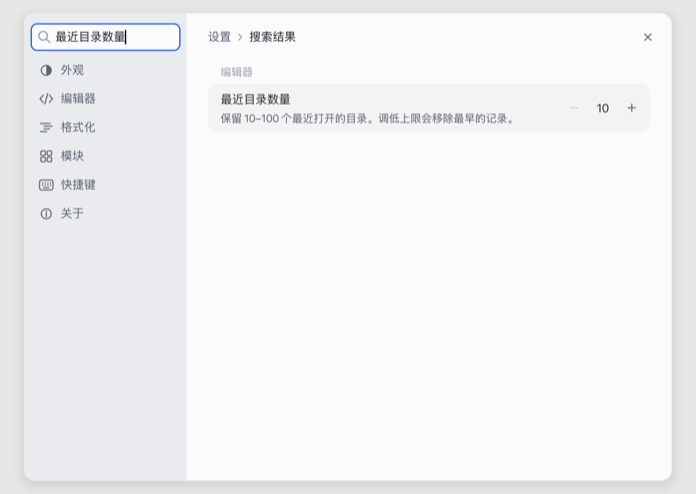 最近目录数量
外观
编辑器
格式化
模块
快捷键
关于
设置 > 搜索结果
编辑器
最近目录数量
保留 10–100 个最近打开的目录。调低上限会移除最早的记录。
− 10 +